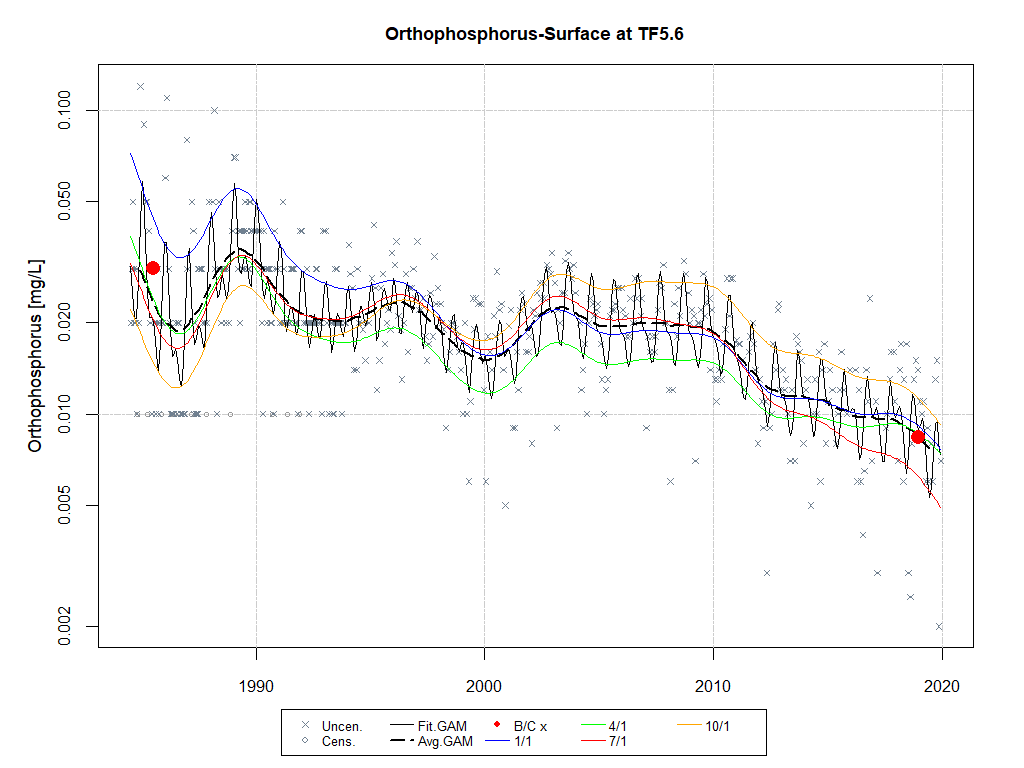 Orthophosphorus-Surface at TF5.6
Orthophosphorus [mg/L]
0.100
0.050
0.020
0.010
0.005
0.002
1990 2000 2010 2020
Uncen. Fit.GAM B/C x 4/1 10/1
Cens. Avg.GAM 1/1 7/1